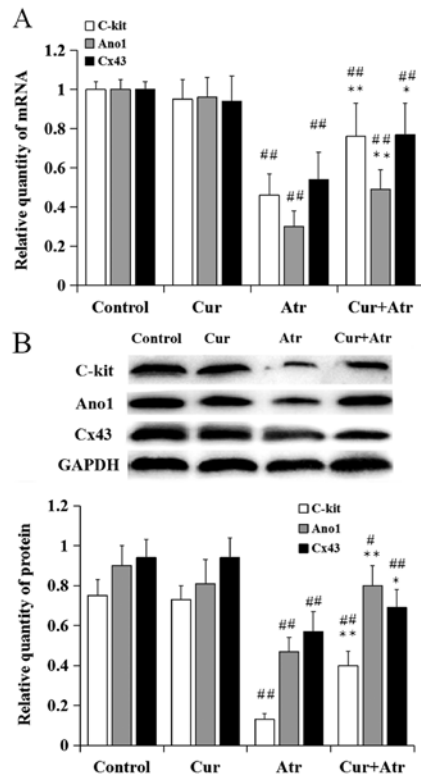 A
C-kit
Ano1
Cx43
Relative quantity of mRNA
1.2
1
0.8
0.6
0.4
0.2
0
##
##
##
##
**
##
**
##
*
Control Cur Atr Cur+Atr
B
Control Cur Atr Cur+Atr
C-kit
Ano1
Cx43
GAPDH
C-kit
Ano1
Cx43
Relative quantity of protein
1.2
1
0.8
0.6
0.4
0.2
0
##
##
##
##
**
#
**
##
*
Control Cur Atr Cur+Atr